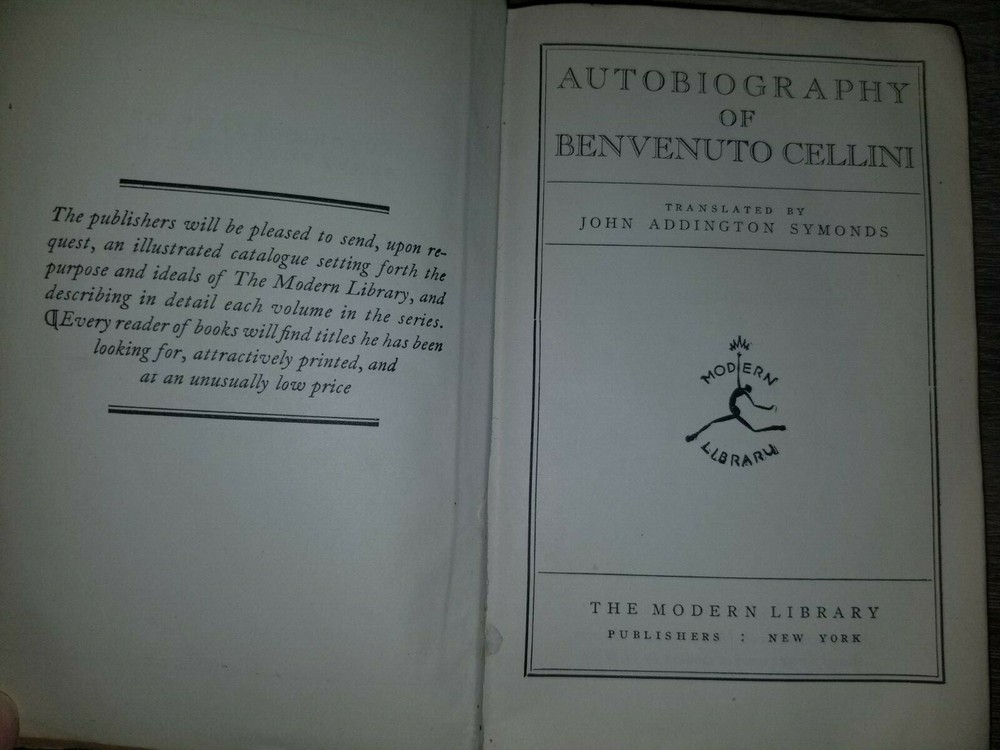 The publishers will be pleased to send, upon re-
quest, an illustrated catalogue setting forth the
purpose and ideals of The Modern Library, and
describing in detail each volume in the series.
¶Every reader of books will find titles he has been
looking for, attractively printed, and
at an unusually low price
AUTOBIOGRAPHY
OF
BENVENUTO CELLINI
TRANSLATED BY
JOHN ADDINGTON SYMONDS
MODERN
LIBRARY
THE MODERN LIBRARY
PUBLISHERS : NEW YORK